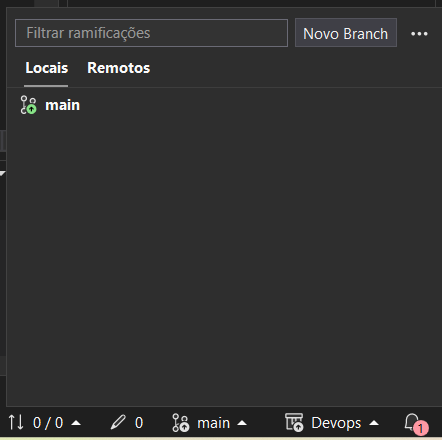 Filtrar ramificações
Novo Branch
Locais Remotos
main
0 / 0 0 main Devops 1